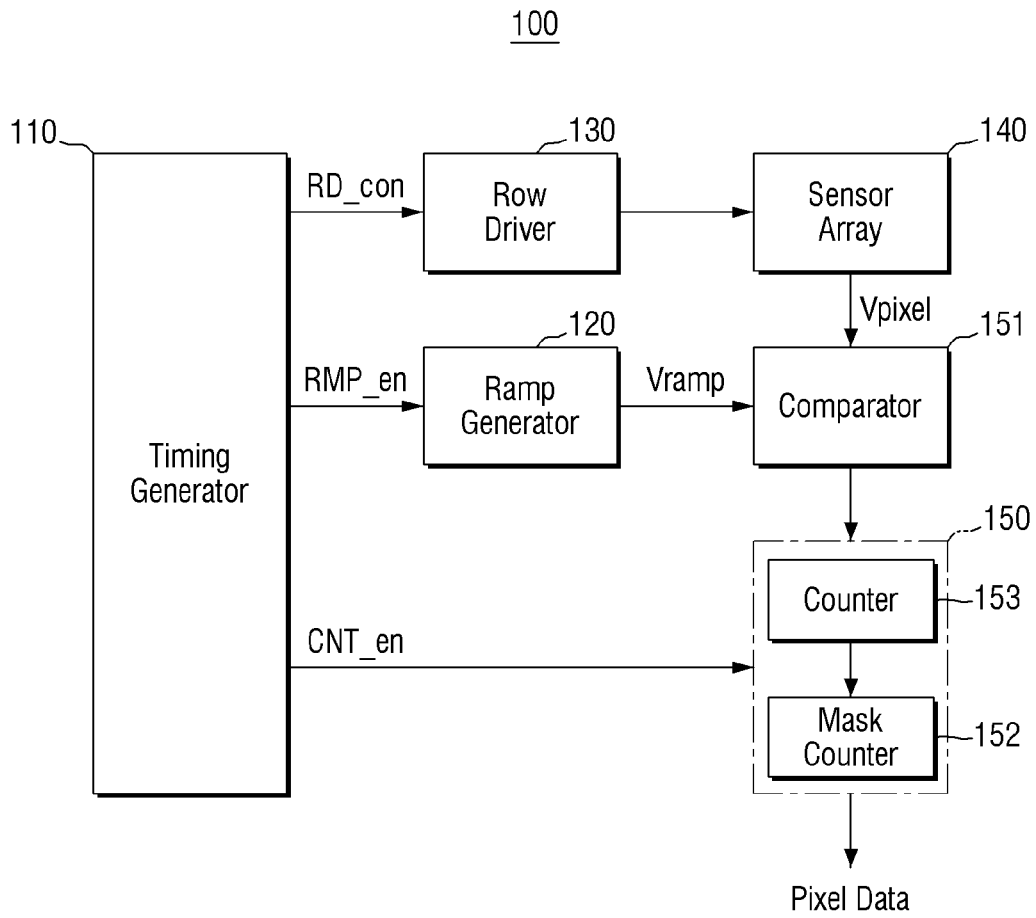 100
110
130
140
RD_con
Row
Driver
Sensor
Array
Vpixel
120
151
RMP_en
Ramp
Generator
Vramp
Comparator
Timing
Generator
150
Counter
153
CNT_en
Mask
Counter
152
Pixel Data